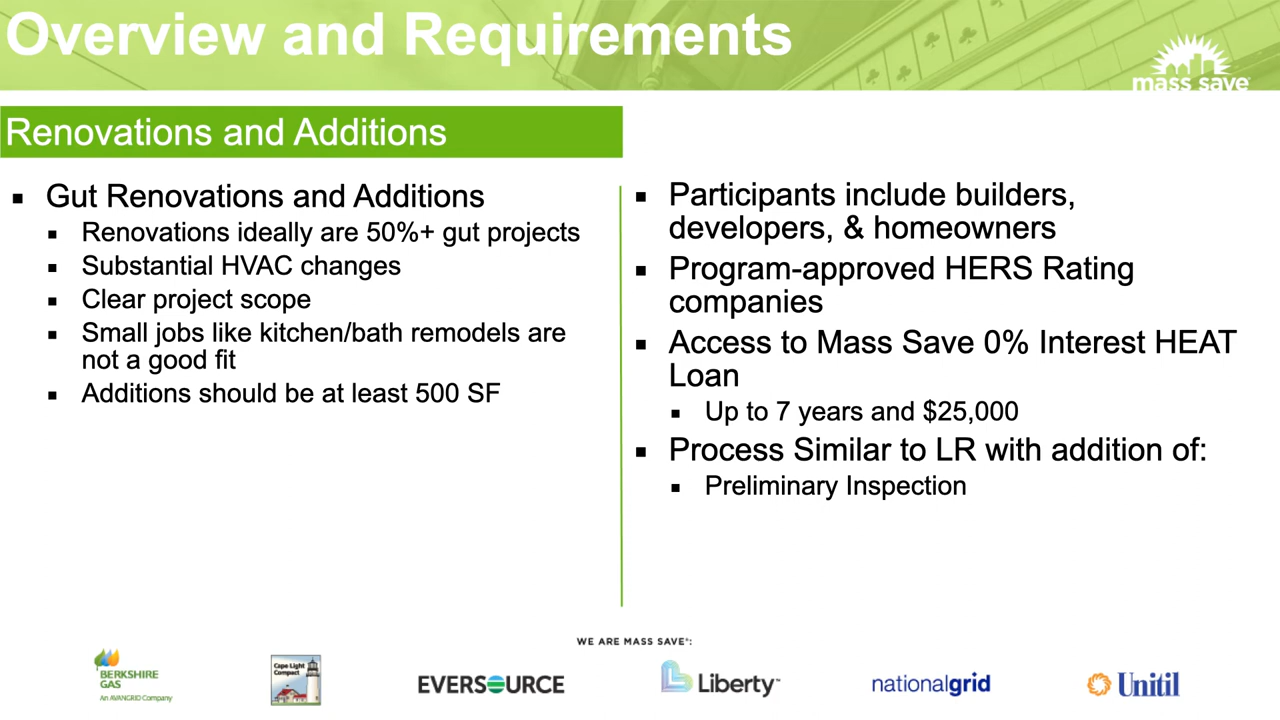 Overview and Requirements
mass save®
Renovations and Additions
▪ Gut Renovations and Additions
▪ Renovations ideally are 50%+ gut projects
▪ Substantial HVAC changes
▪ Clear project scope
▪ Small jobs like kitchen/bath remodels are
not a good fit
▪ Additions should be at least 500 SF
▪ Participants include builders,
developers, & homeowners
▪ Program-approved HERS Rating
companies
▪ Access to Mass Save 0% Interest HEAT
Loan
▪ Up to 7 years and $25,000
▪ Process Similar to LR with addition of:
▪ Preliminary Inspection
WE ARE MASS SAVE®:
BERKSHIRE
GAS
An AVANGRID Company
Cape Light
Compact
EVERSOURCE
Liberty™
nationalgrid
Unitil